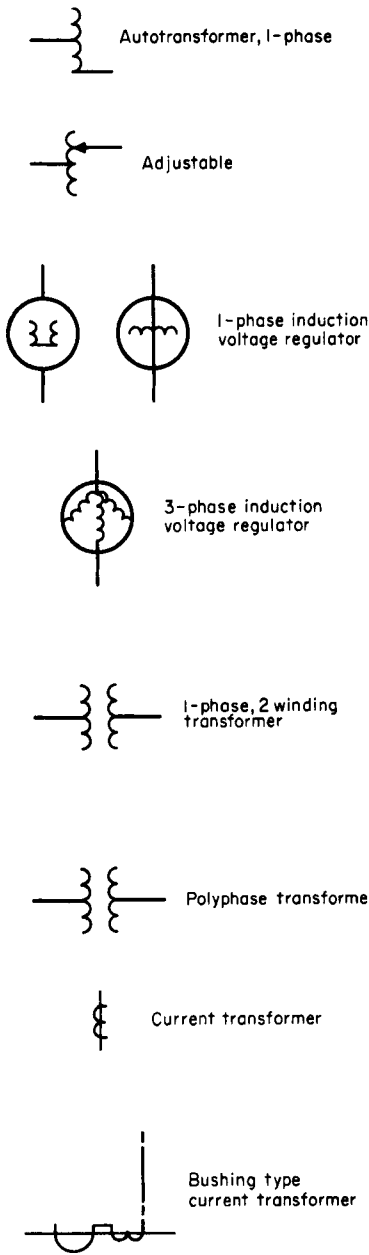 Autotransformer, 1-phase
Adjustable
1-phase induction
voltage regulator
3-phase induction
voltage regulator
1-phase, 2 winding
transformer
Polyphase transforme
Current transformer
Bushing type
current transformer